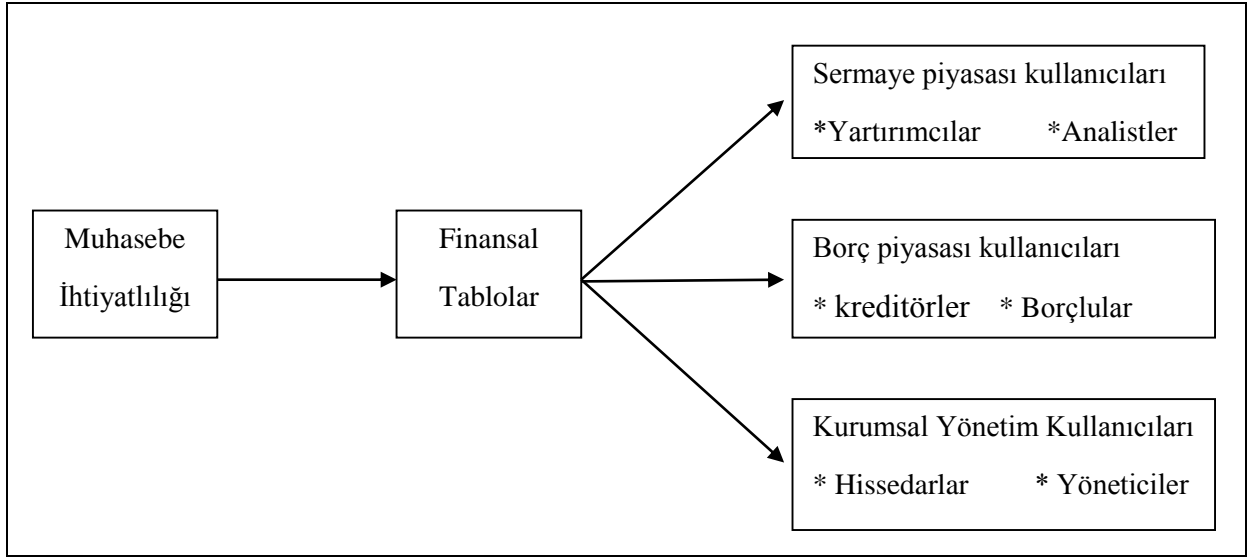 Muhasebe
İhtiyatlılığı
Finansal
Tablolar
Sermaye piyasası kullanıcıları
*Yartırımcılar *Analistler
Borç piyasası kullanıcıları
* kreditörler * Borçlular
Kurumsal Yönetim Kullanıcıları
* Hissedarlar * Yöneticiler